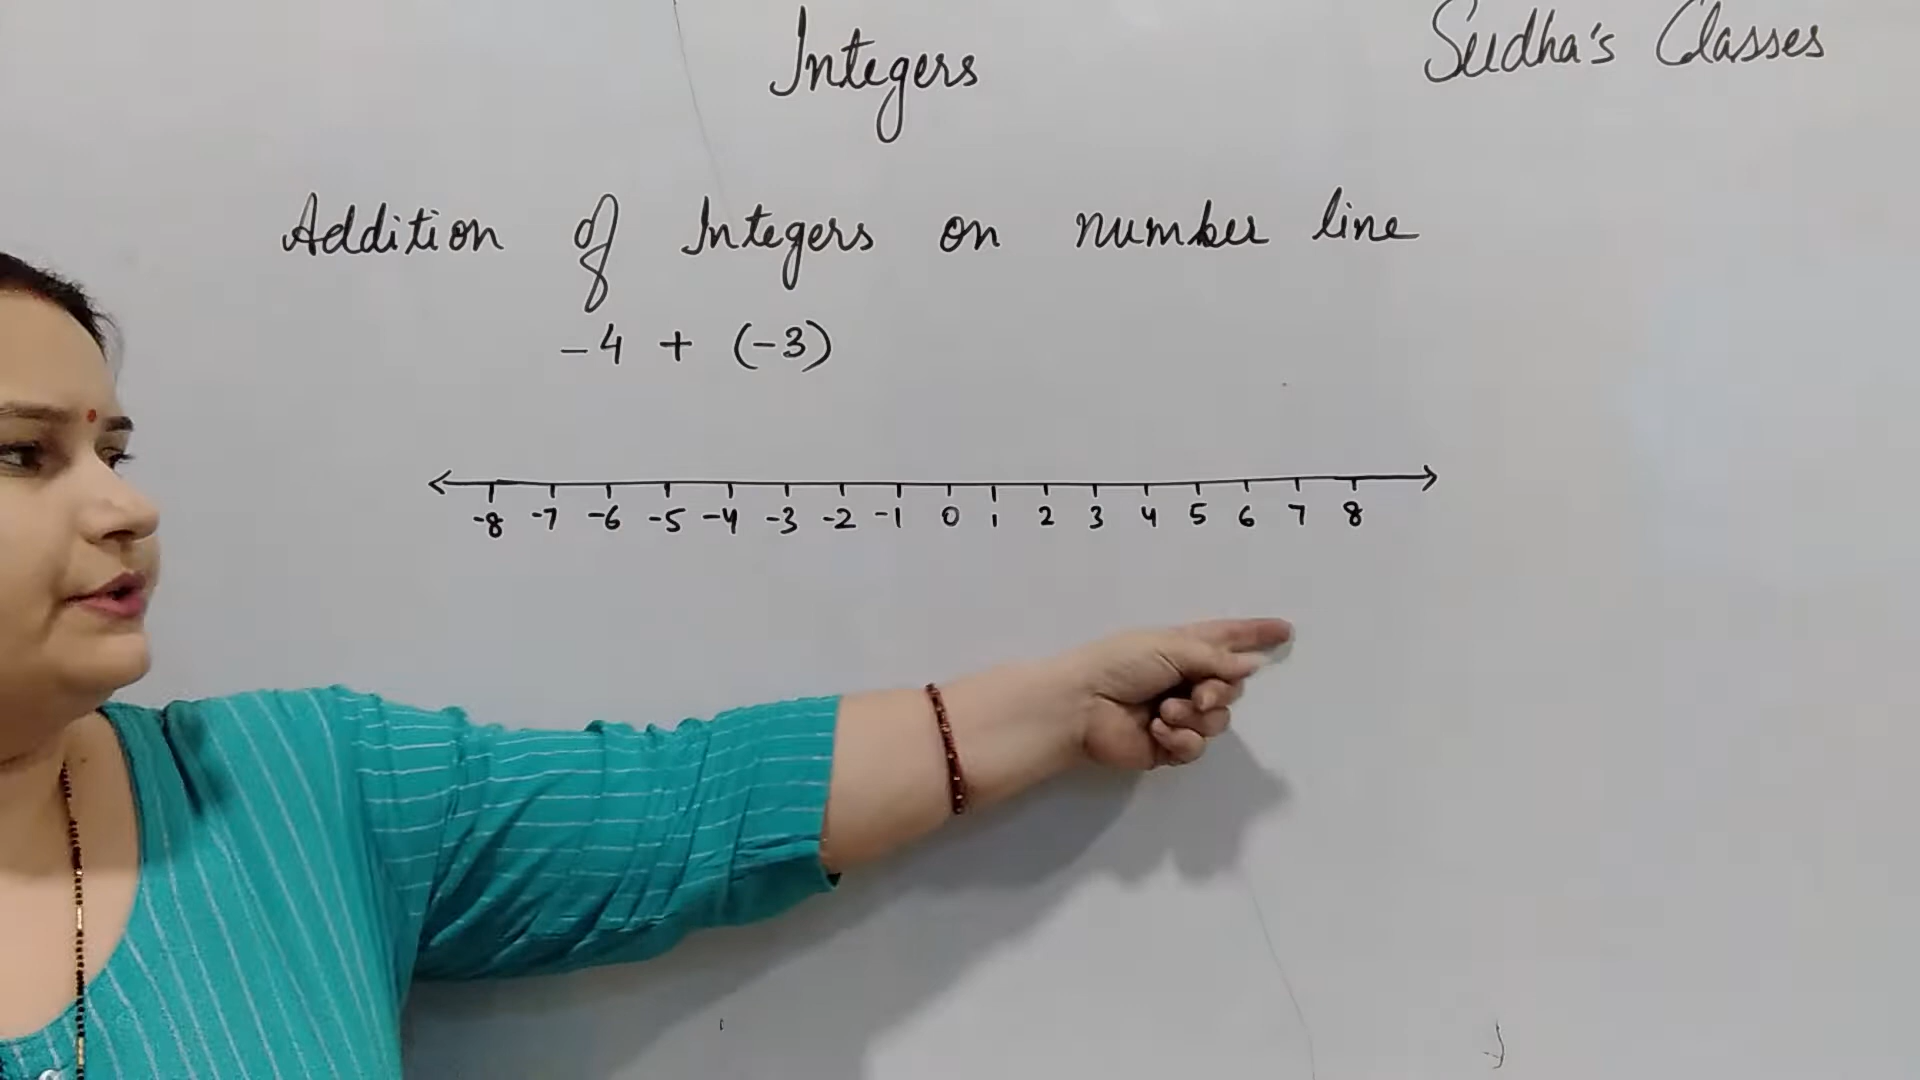 Integers
Sudha's Classes
Addition of Integers on number line
-4 + (-3)
-8 -7 -6 -5 -4 -3 -2 -1 0 1 2 3 4 5 6 7 8